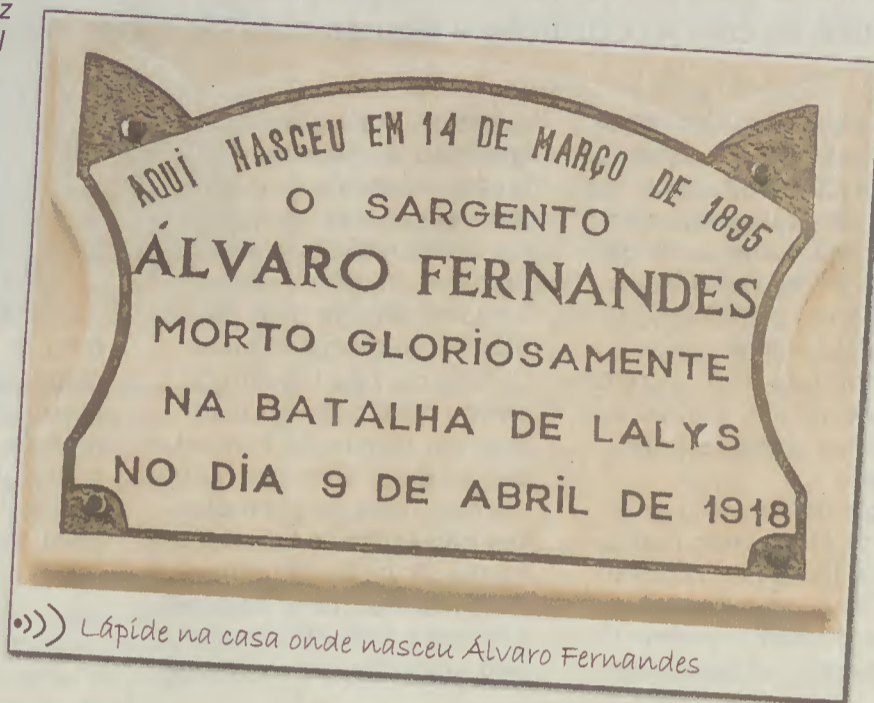 AQUi NASCEU EM 14 DE MARÇO DE 1895
O SARGENTO
ÁLVARO FERNANDES
MORTO GLORiOSAMENTE
NA BATALHA DE LALYS
NO DiA 9 DE ABRiL DE 1918
Lápide na casa onde nasceu Álvaro Fernandes